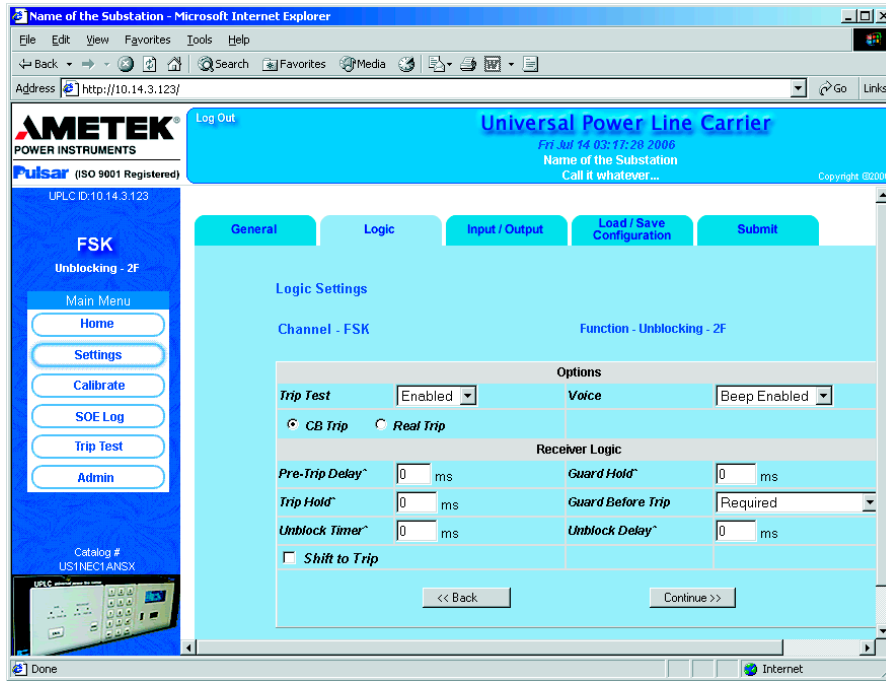 Name of the Substation - Microsoft Internet Explorer
File Edit View Favorites Tools Help
Back Search Favorites Media
Address http://10.14.3.123/ Go Links
AMETEK®
POWER INSTRUMENTS
Pulsar (ISO 9001 Registered)
Log Out
Universal Power Line Carrier
Fri Jul 14 03:17:28 2006
Name of the Substation
Call it whatever...
Copyright ©200
UPLC ID:10.14.3.123
FSK
Unblocking - 2F
Main Menu
Home
Settings
Calibrate
SOE Log
Trip Test
Admin
Catalog #
US1NEC1ANSX
UPLC
General Logic Input / Output Load / Save Configuration Submit
Logic Settings
Channel - FSK Function - Unblocking - 2F
Options
Trip Test Enabled Voice Beep Enabled
CB Trip Real Trip
Receiver Logic
Pre-Trip Delay^ 0 ms Guard Hold^ 0 ms
Trip Hold^ 0 ms Guard Before Trip Required
Unblock Timer^ 0 ms Unblock Delay^ 0 ms
Shift to Trip
<< Back Continue >>
Done Internet